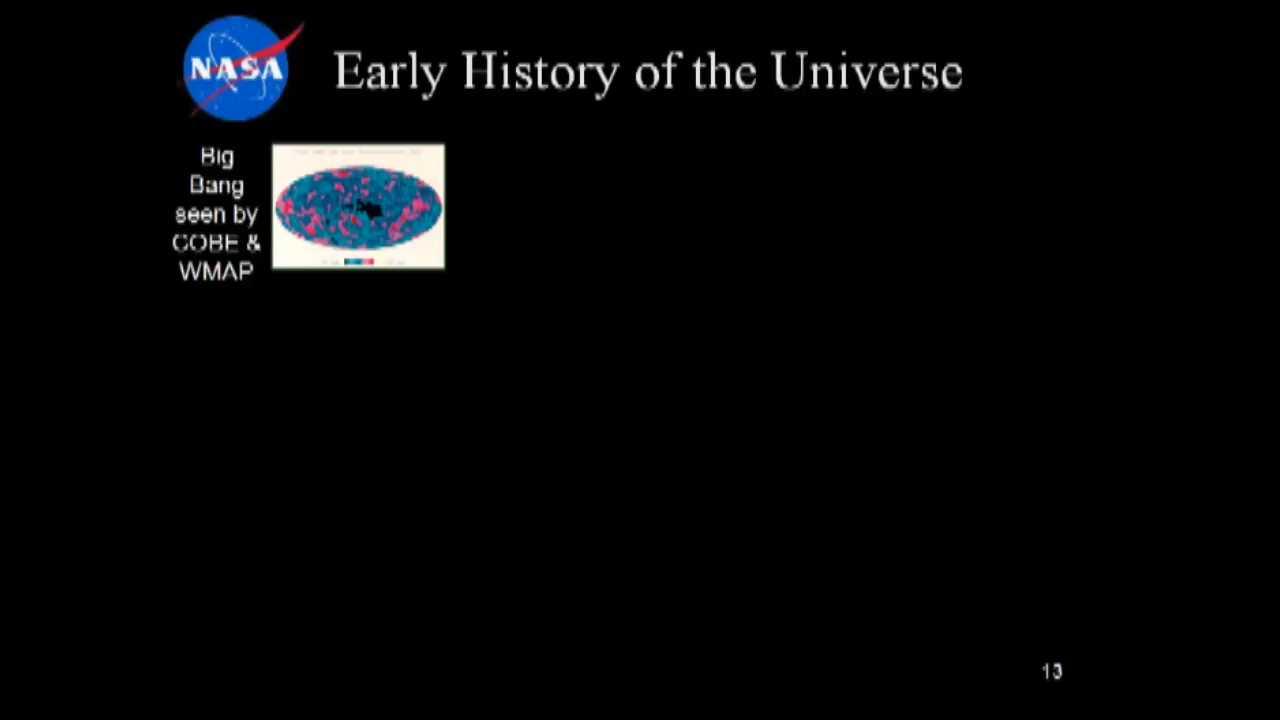 NASA
Early History of the Universe
Big
Bang
seen by
COBE &
WMAP
13